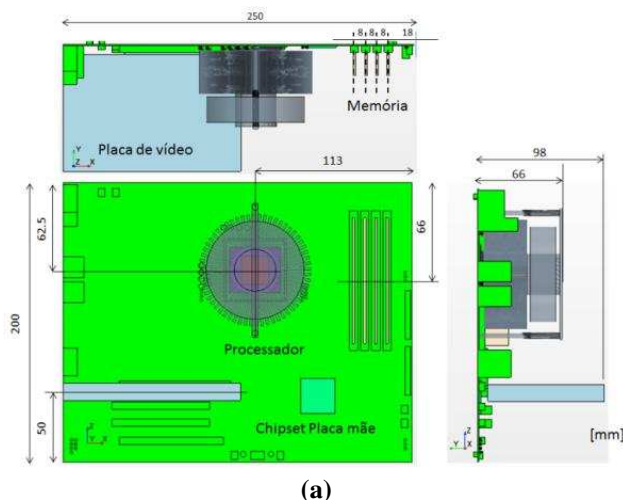 250
8 8 8 18
Memória
Placa de vídeo
Y
Z X
113
98
66
62.5
66
200
Processador
50
Chipset Placa mãe
Z
Y X
Z
Y X
[mm]
(a)